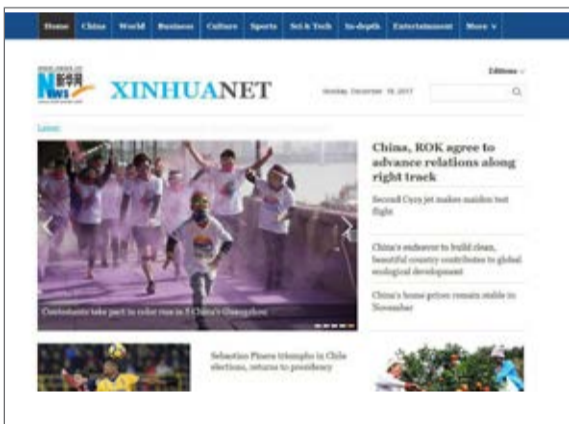 Home China World Business Culture Sports Sci & Tech In-depth Entertainment More
Editions
新华网
NEWS
XINHUANET
Monday, December 18, 2017
Latest
China, ROK agree to
advance relations along
right track
Second C919 jet makes maiden test
flight
China's endeavor to build clean,
beautiful country contributes to global
ecological development
China's home prices remain stable in
November
Contestants take part in color run in S China's Guangzhou
Sebastian Pinera triumphs in Chile
elections, returns to presidency